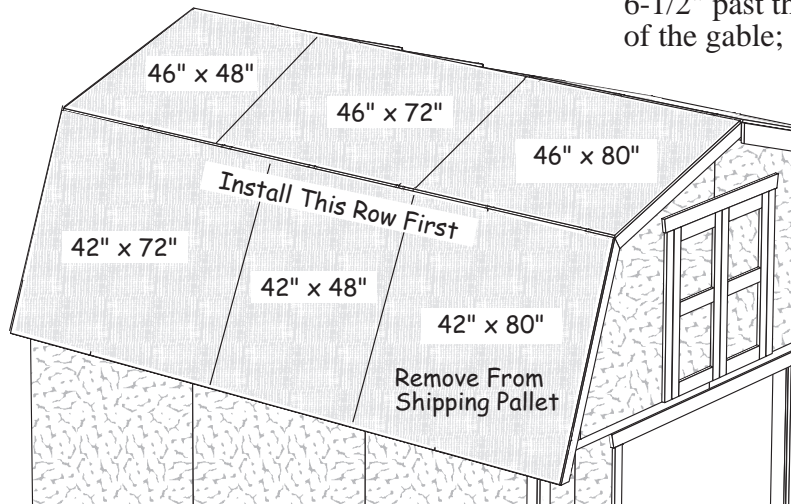 6-1/2" past th
of the gable;
46" x 48"
46" x 72"
46" x 80"
Install This Row First
42" x 72"
42" x 48"
42" x 80"
Remove From
Shipping Pallet